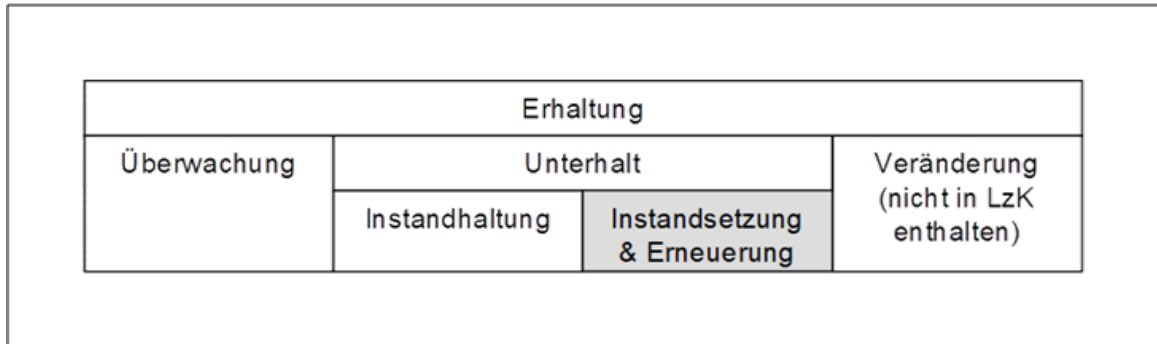 Erhaltung
Überwachung
Unterhalt
Veränderung
(nicht in LzK
enthalten)
Instandhaltung
Instandsetzung
& Erneuerung